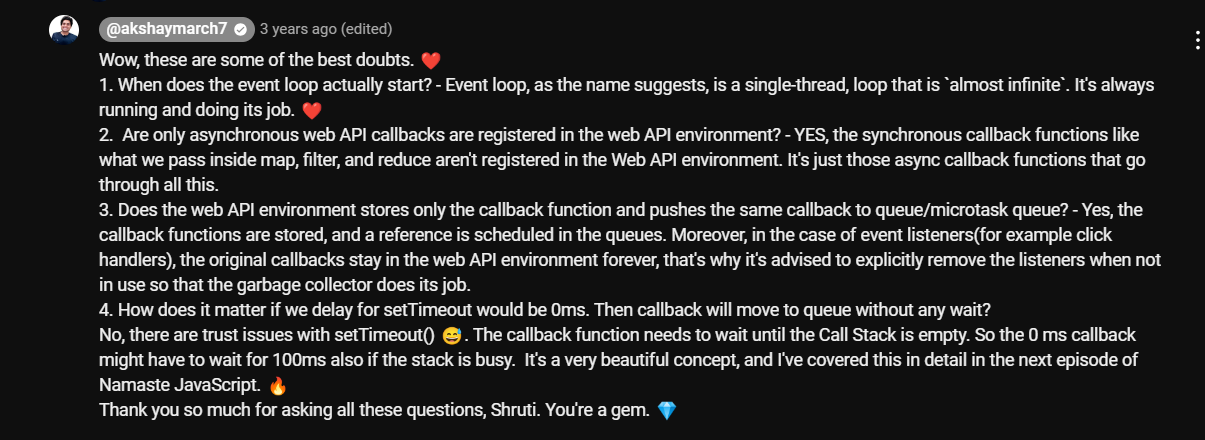 @akshaymarch7 3 years ago (edited)
Wow, these are some of the best doubts. ❤️
1. When does the event loop actually start? - Event loop, as the name suggests, is a single-thread, loop that is `almost infinite`. It's always
running and doing its job. ❤️
2.  Are only asynchronous web API callbacks are registered in the web API environment? - YES, the synchronous callback functions like
what we pass inside map, filter, and reduce aren't registered in the Web API environment. It's just those async callback functions that go
through all this.
3. Does the web API environment stores only the callback function and pushes the same callback to queue/microtask queue? - Yes, the
callback functions are stored, and a reference is scheduled in the queues. Moreover, in the case of event listeners(for example click
handlers), the original callbacks stay in the web API environment forever, that's why it's advised to explicitly remove the listeners when not
in use so that the garbage collector does its job.
4. How does it matter if we delay for setTimeout would be 0ms. Then callback will move to queue without any wait?
No, there are trust issues with setTimeout() 😅. The callback function needs to wait until the Call Stack is empty. So the 0 ms callback
might have to wait for 100ms also if the stack is busy.  It's a very beautiful concept, and I've covered this in detail in the next episode of
Namaste JavaScript. 🔥
Thank you so much for asking all these questions, Shruti. You're a gem. 💎